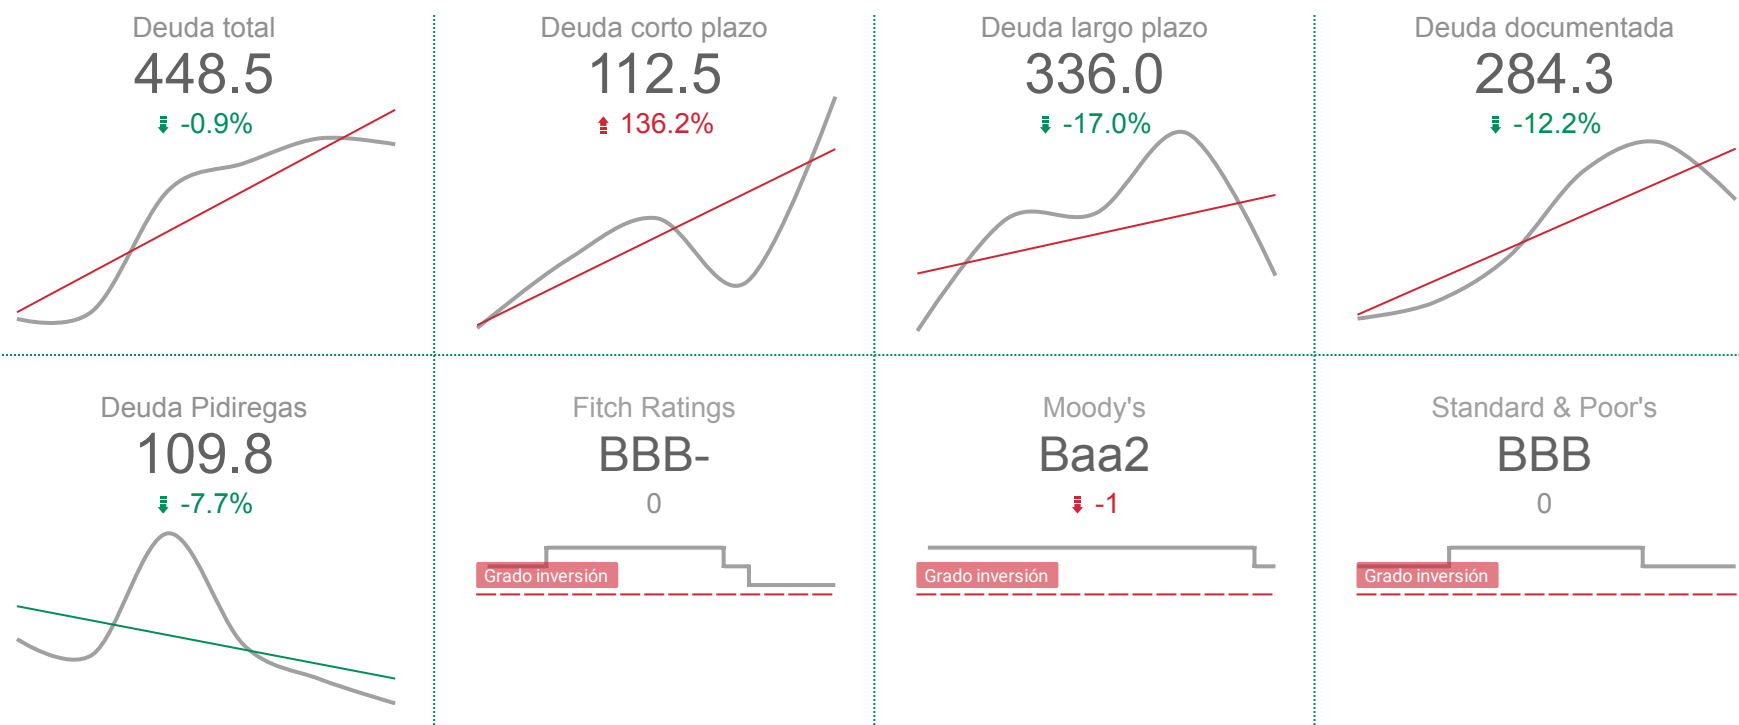 Deuda total
448.5
-0.9%
Deuda corto plazo
112.5
136.2%
Deuda largo plazo
336.0
-17.0%
Deuda documentada
284.3
-12.2%
Deuda Pidiregas
109.8
-7.7%
Fitch Ratings
BBB-
0
Grado inversión
Moody's
Baa2
-1
Grado inversión
Standard & Poor's
BBB
0
Grado inversión